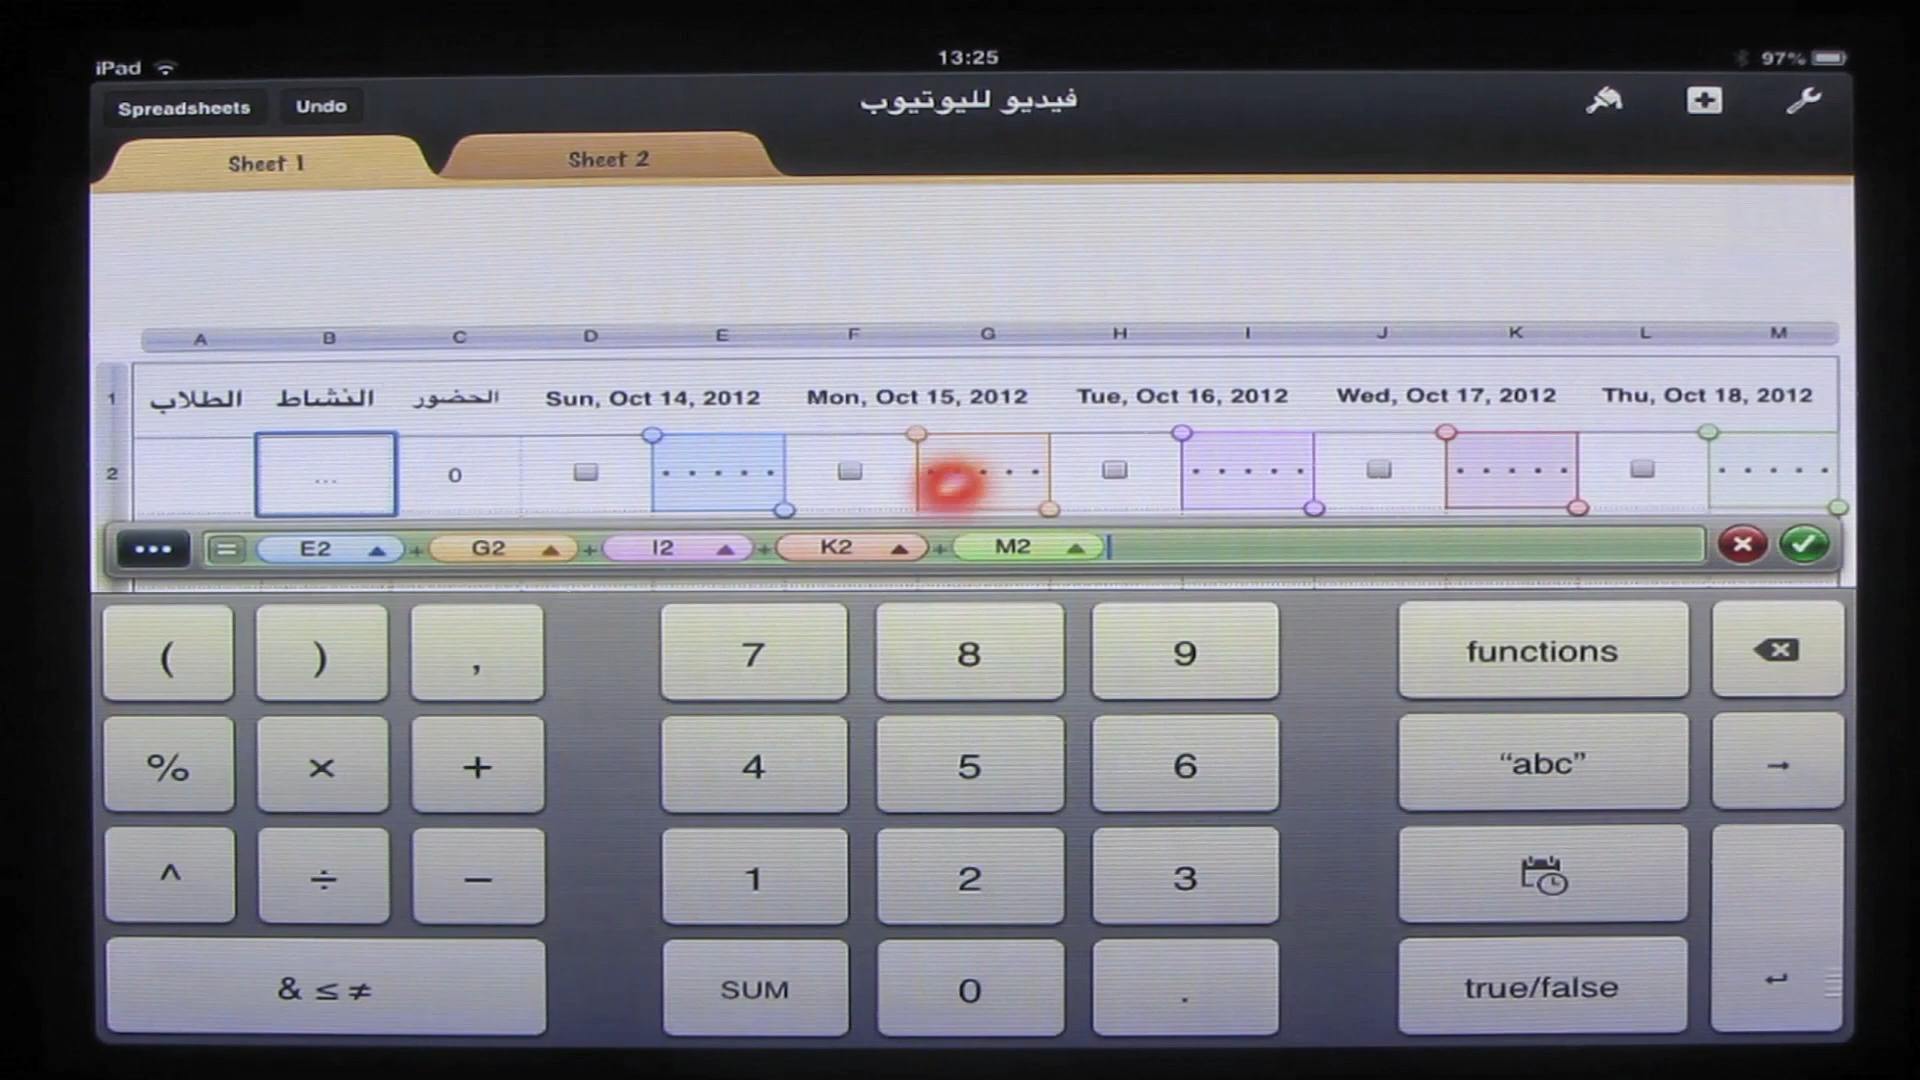 iPad 13:25 97%
Spreadsheets Undo فيديو لليوتيوب
Sheet 1 Sheet 2
A B C D E F G H I J K L M
1 الطلاب النشاط الحضور Sun, Oct 14, 2012 Mon, Oct 15, 2012 Tue, Oct 16, 2012 Wed, Oct 17, 2012 Thu, Oct 18, 2012
2 ... 0
••• = E2 + G2 + I2 + K2 + M2
( ) , 7 8 9 functions
% × + 4 5 6 “abc” →
^ ÷ − 1 2 3
& ≤ ≠ SUM 0 . true/false ↵